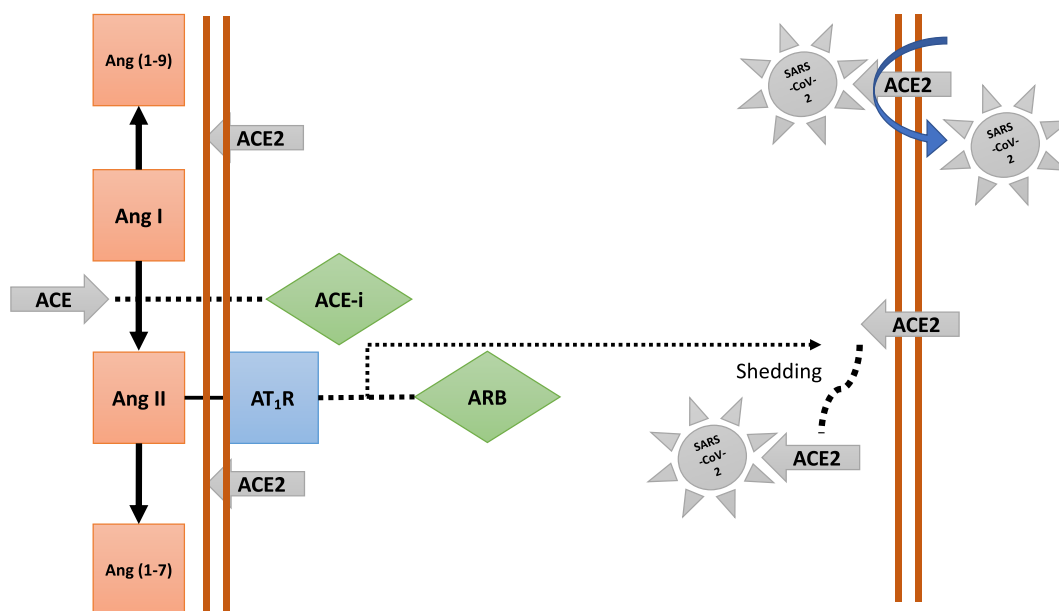 Ang (1-9)
ACE2
Ang I
ACE
ACE-i
Ang II
AT₁R
ARB
ACE2
Ang (1-7)
SARS
-CoV-
2
ACE2
SARS
-CoV-
2
ACE2
Shedding
SARS
-CoV-
2
ACE2